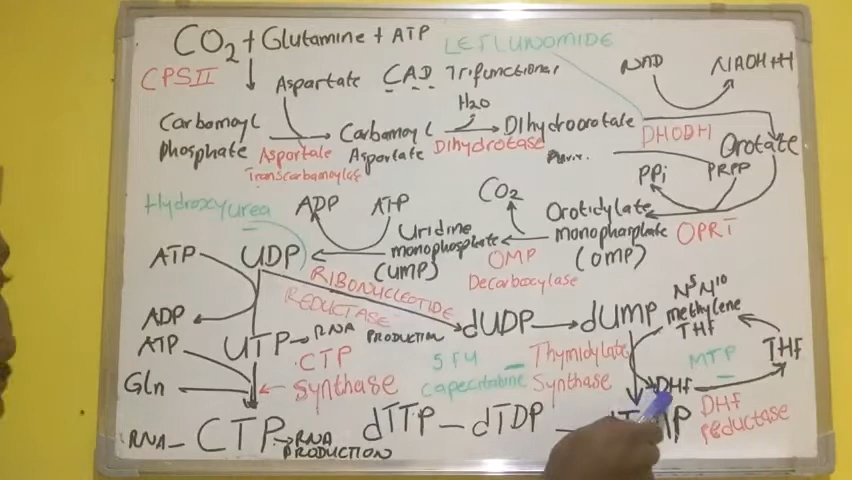 CO2 + Glutamine + ATP
LEFLUNOMIDE
CPSII
Aspartate
CAD Trifunctional
NAD
NADH+H
H2O
Carbamoyl Phosphate
Aspartate Transcarbamoylase
Carbamoyl Aspartate
Dihydrotase
Dihydroorotate
DHODH
Orotate
PPi
PRPP
OPRT
Hydroxyurea
ADP
ATP
CO2
Orotidylate monophosphate (OMP)
OMP Decarboxylase
Uridine monophosphate (UMP)
ATP
UDP
RIBONUCLEOTIDE REDUCTASE
ADP
dUDP
dUMP
N5N10 methylene THF
ATP
UTP
RNA PRODUCTION
Gln
CTP Synthase
5FU
capecitabine
Thymidylate Synthase
DHf
MTP
THf
DHf reductase
RNA
CTP
RNA PRODUCTION
dTTP
dTDP